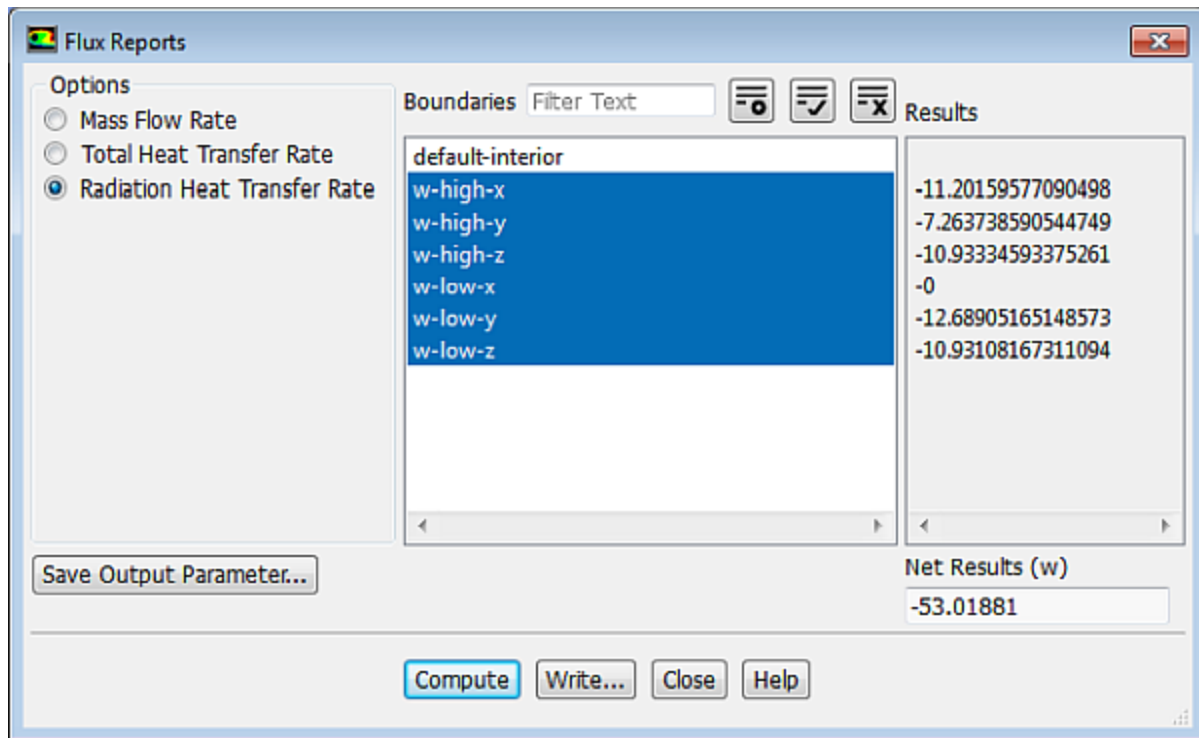 Flux Reports
Options
Mass Flow Rate
Total Heat Transfer Rate
Radiation Heat Transfer Rate
Boundaries Filter Text
default-interior
w-high-x
w-high-y
w-high-z
w-low-x
w-low-y
w-low-z
Results
-11.20159577090498
-7.263738590544749
-10.93334593375261
-0
-12.68905165148573
-10.93108167311094
Save Output Parameter...
Net Results (w)
-53.01881
Compute Write... Close Help